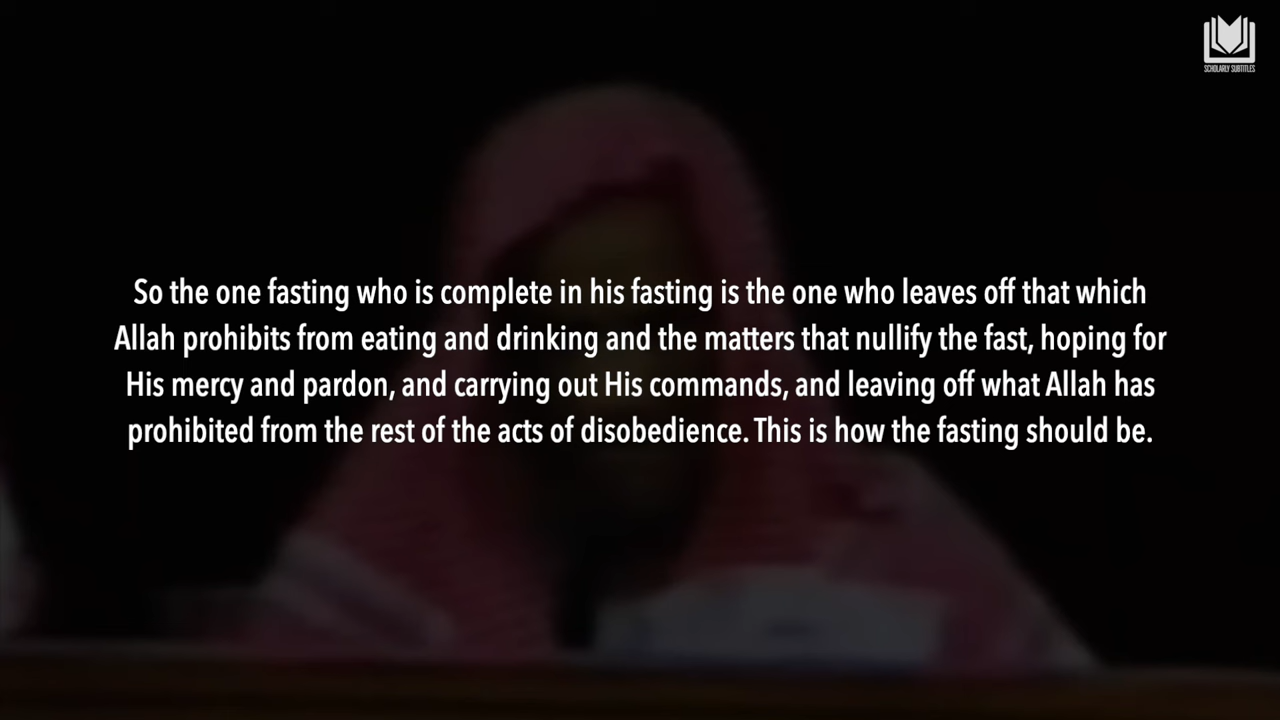 SCHOLARLY SUBTITLES
So the one fasting who is complete in his fasting is the one who leaves off that which
Allah prohibits from eating and drinking and the matters that nullify the fast, hoping for
His mercy and pardon, and carrying out His commands, and leaving off what Allah has
prohibited from the rest of the acts of disobedience. This is how the fasting should be.